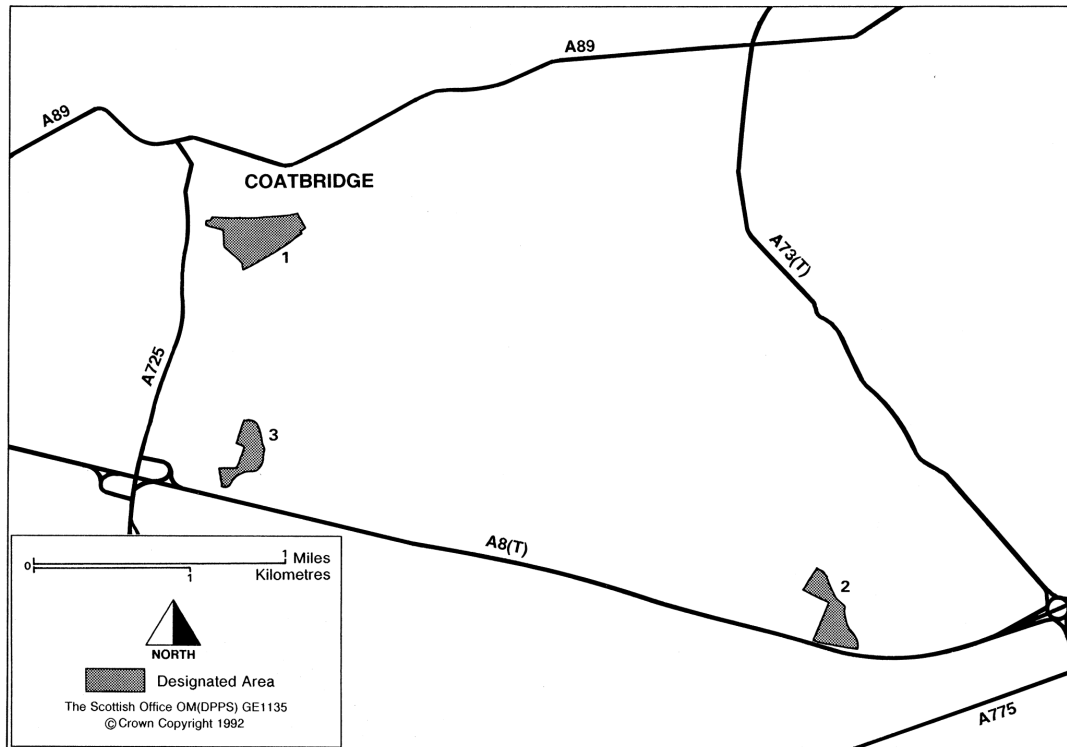 A89
A89
COATBRIDGE
1
A73(T)
A725
3
A8(T)
2
0 1 Miles
1 Kilometres
NORTH
Designated Area
The Scottish Office OM(DPPS) GE1135
© Crown Copyright 1992
A775